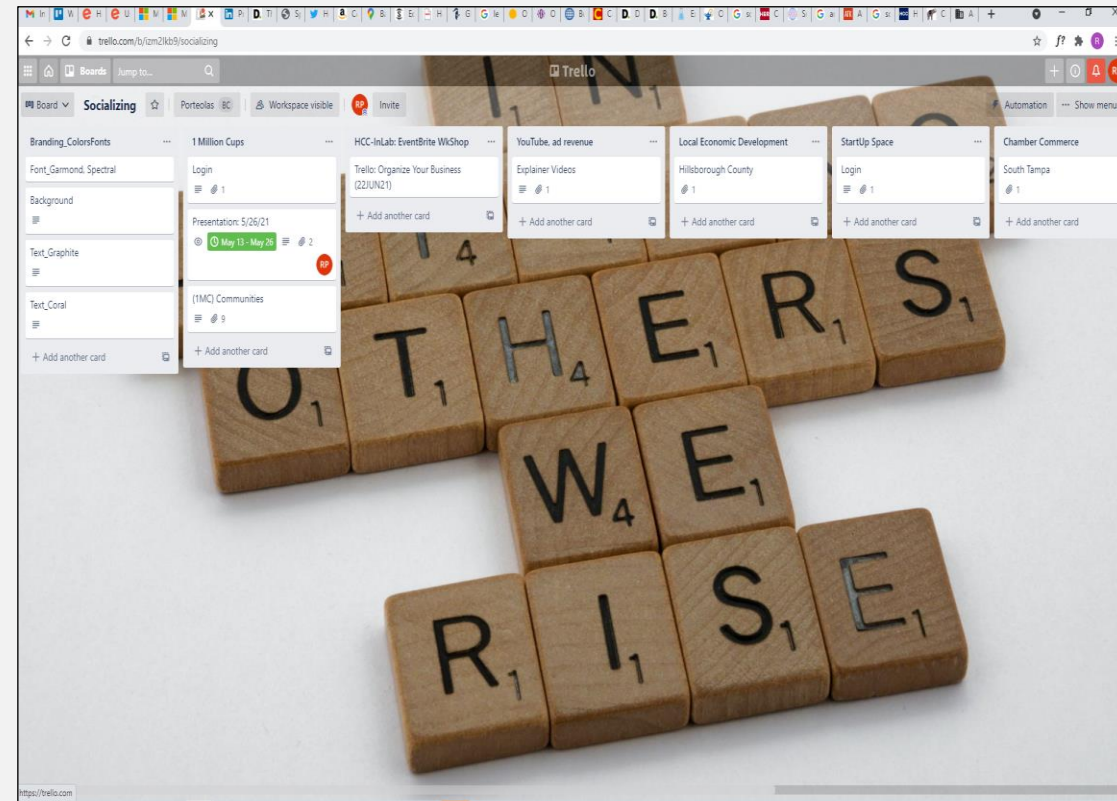 trello.com/b/izm2lkb9/socializing
Boards Jump to... Trello
Board Socializing Porteolas BC Workspace visible RP Invite Automation ... Show menu
Branding_ColorsFonts ...
Font_Garmond, Spectral
Background
Text_Graphite
Text_Coral
+ Add another card
1 Million Cups ...
Login
1
Presentation: 5/26/21
May 13 - May 26 2
RP
(1MC) Communities
9
+ Add another card
HCC-InLab: EventBrite WkShop ...
Trello: Organize Your Business
(22JUN21)
+ Add another card
YouTube, ad revenue ...
Explainer Videos
1
+ Add another card
Local Economic Development ...
Hillsborough County
1
+ Add another card
StartUp Space ...
Login
1
+ Add another card
Chamber Commerce
South Tampa
1
+ Add another card
IN
OTHERS
WE
RISE
https://trello.com